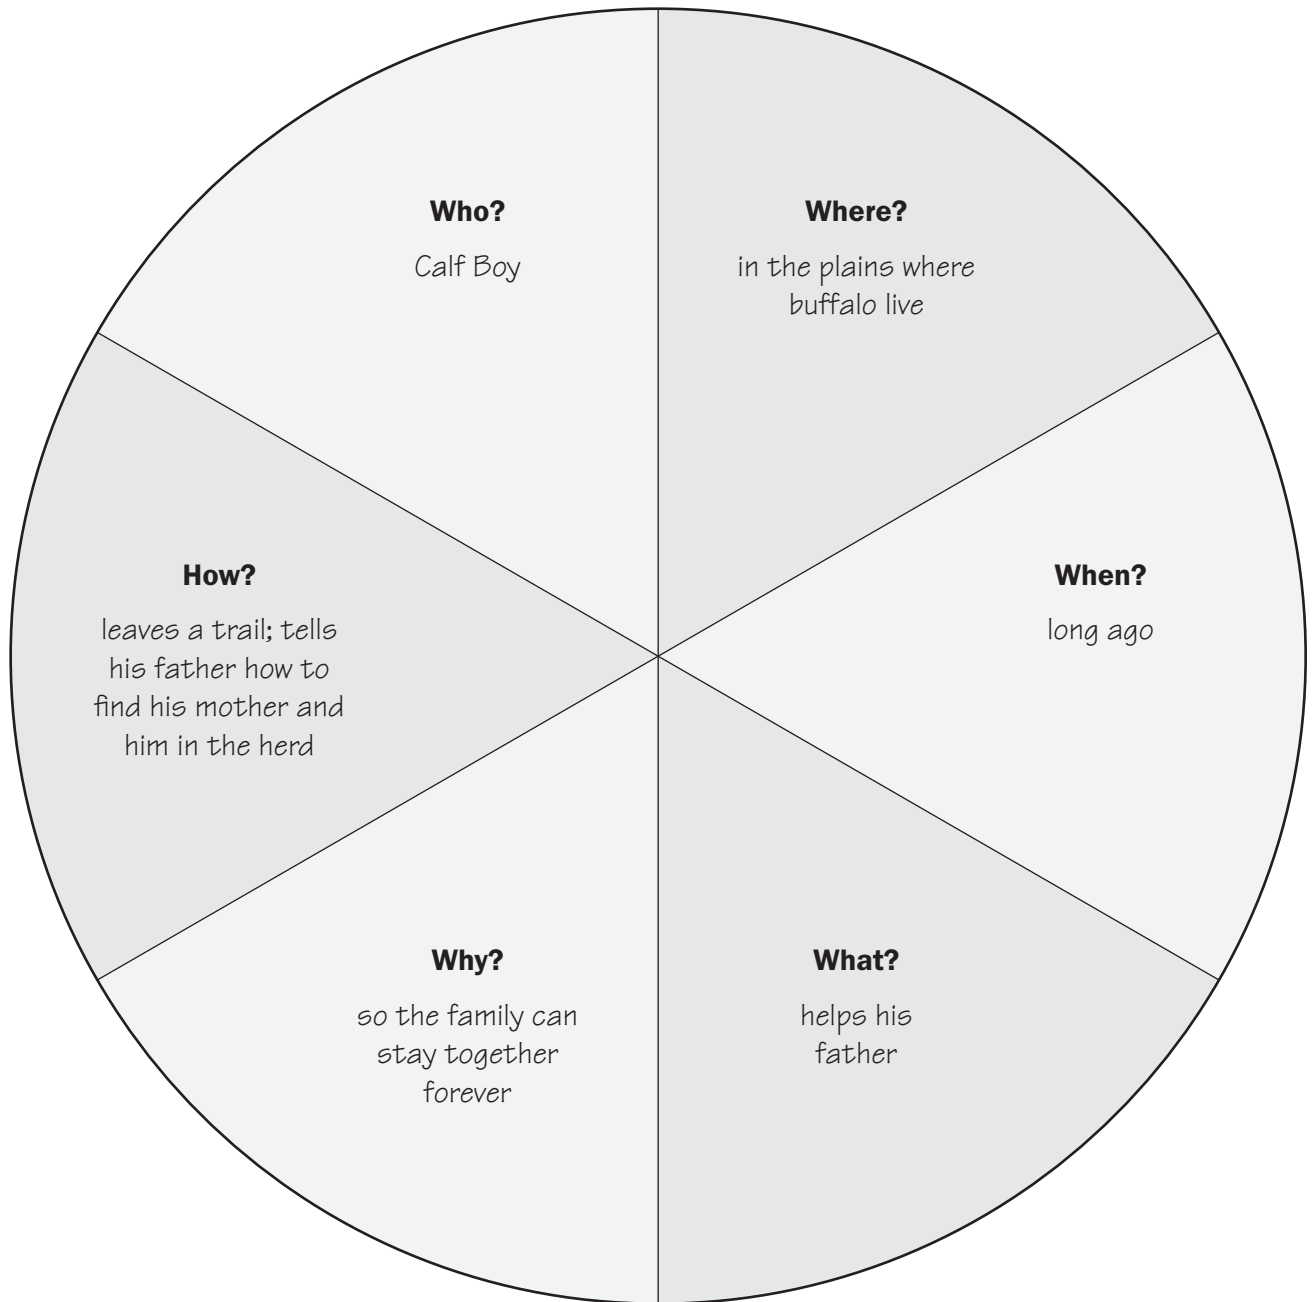 Who?
Calf Boy
Where?
in the plains where
buffalo live
When?
long ago
What?
helps his
father
Why?
so the family can
stay together
forever
How?
leaves a trail; tells
his father how to
find his mother and
him in the herd